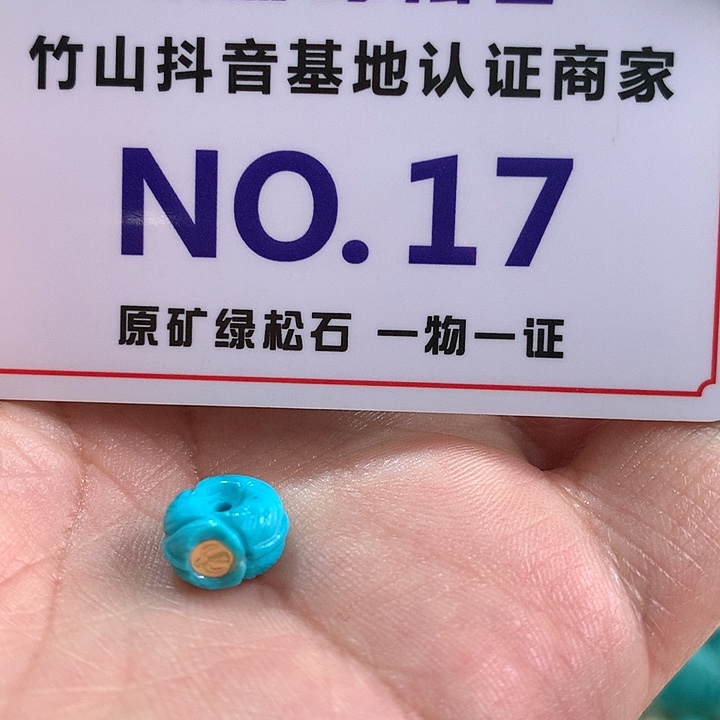 竹山抖音基地认证商家
NO.17
原矿绿松石 一物一证